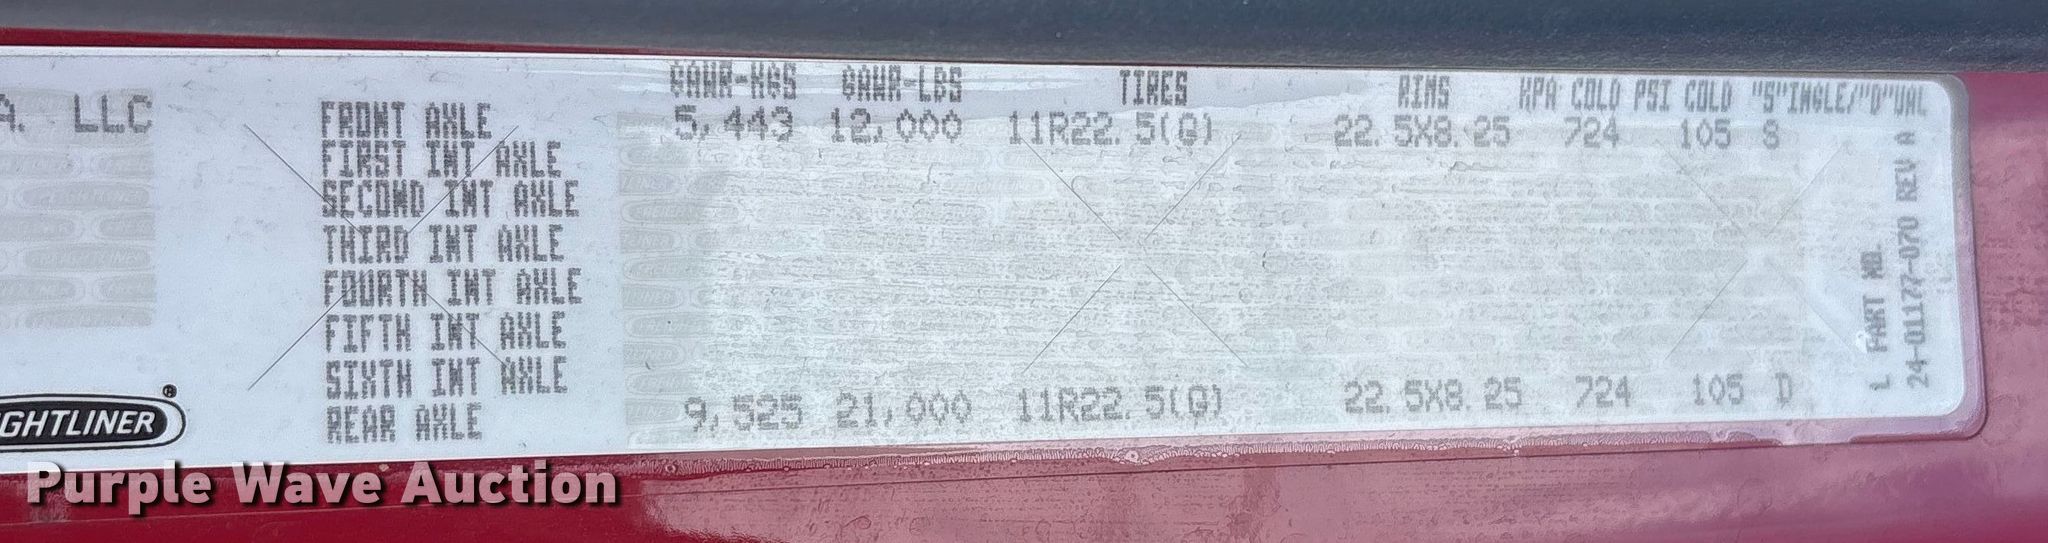 GAWR-KGS GAWR-LBS TIRES RIMS KPA COLD PSI COLD "S"INGLE/"D"UAL
A. LLC
FRONT AXLE 5,443 12,000 11R22.5(G) 22.5X8.25 724 105 S
FIRST INT AXLE
SECOND INT AXLE
THIRD INT AXLE
FOURTH INT AXLE
FIFTH INT AXLE
SIXTH INT AXLE
REAR AXLE 9,525 21,000 11R22.5(G) 22.5X8.25 724 105 D
L PART NO.
24-01177-070 REV A
GHTLINER®
Purple Wave Auction